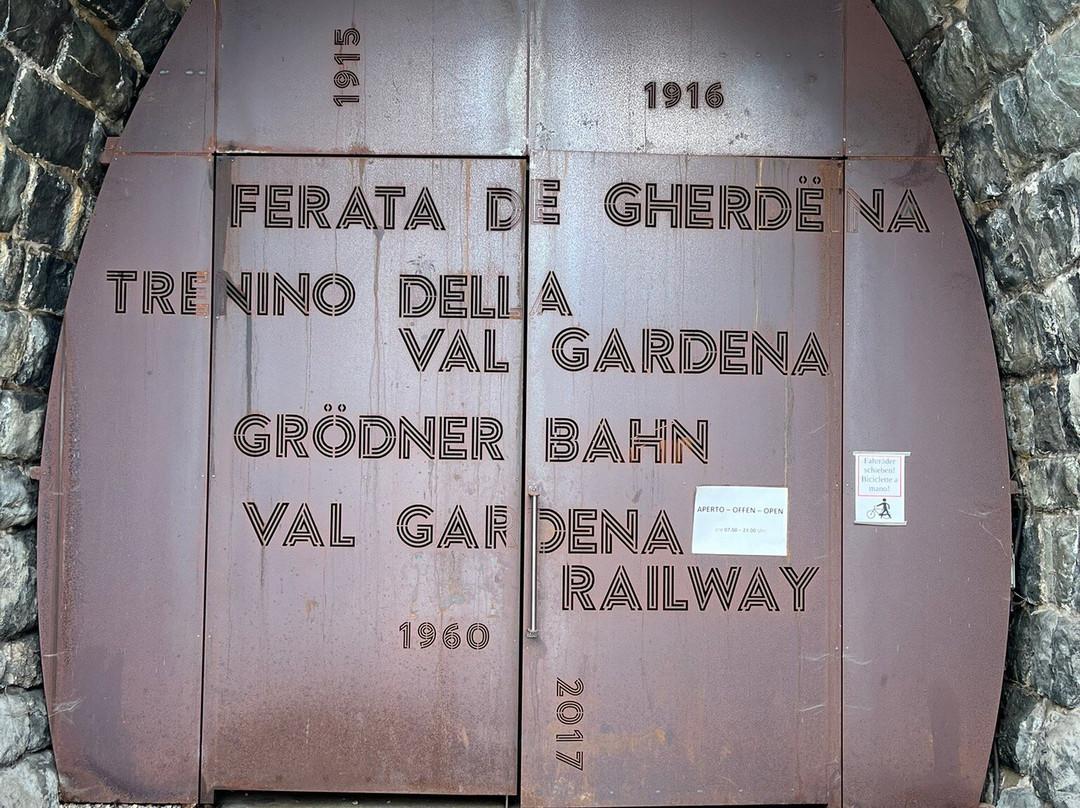 1915
1916
FERATA DE GHERDËINA
TRENINO DELLA
VAL GARDENA
GRÖDNER BAHN
VAL GARDENA
RAILWAY
1960
2017
APERTO – OFFEN – OPEN
Fahrräder
schieben!
Biciclette a
mano!